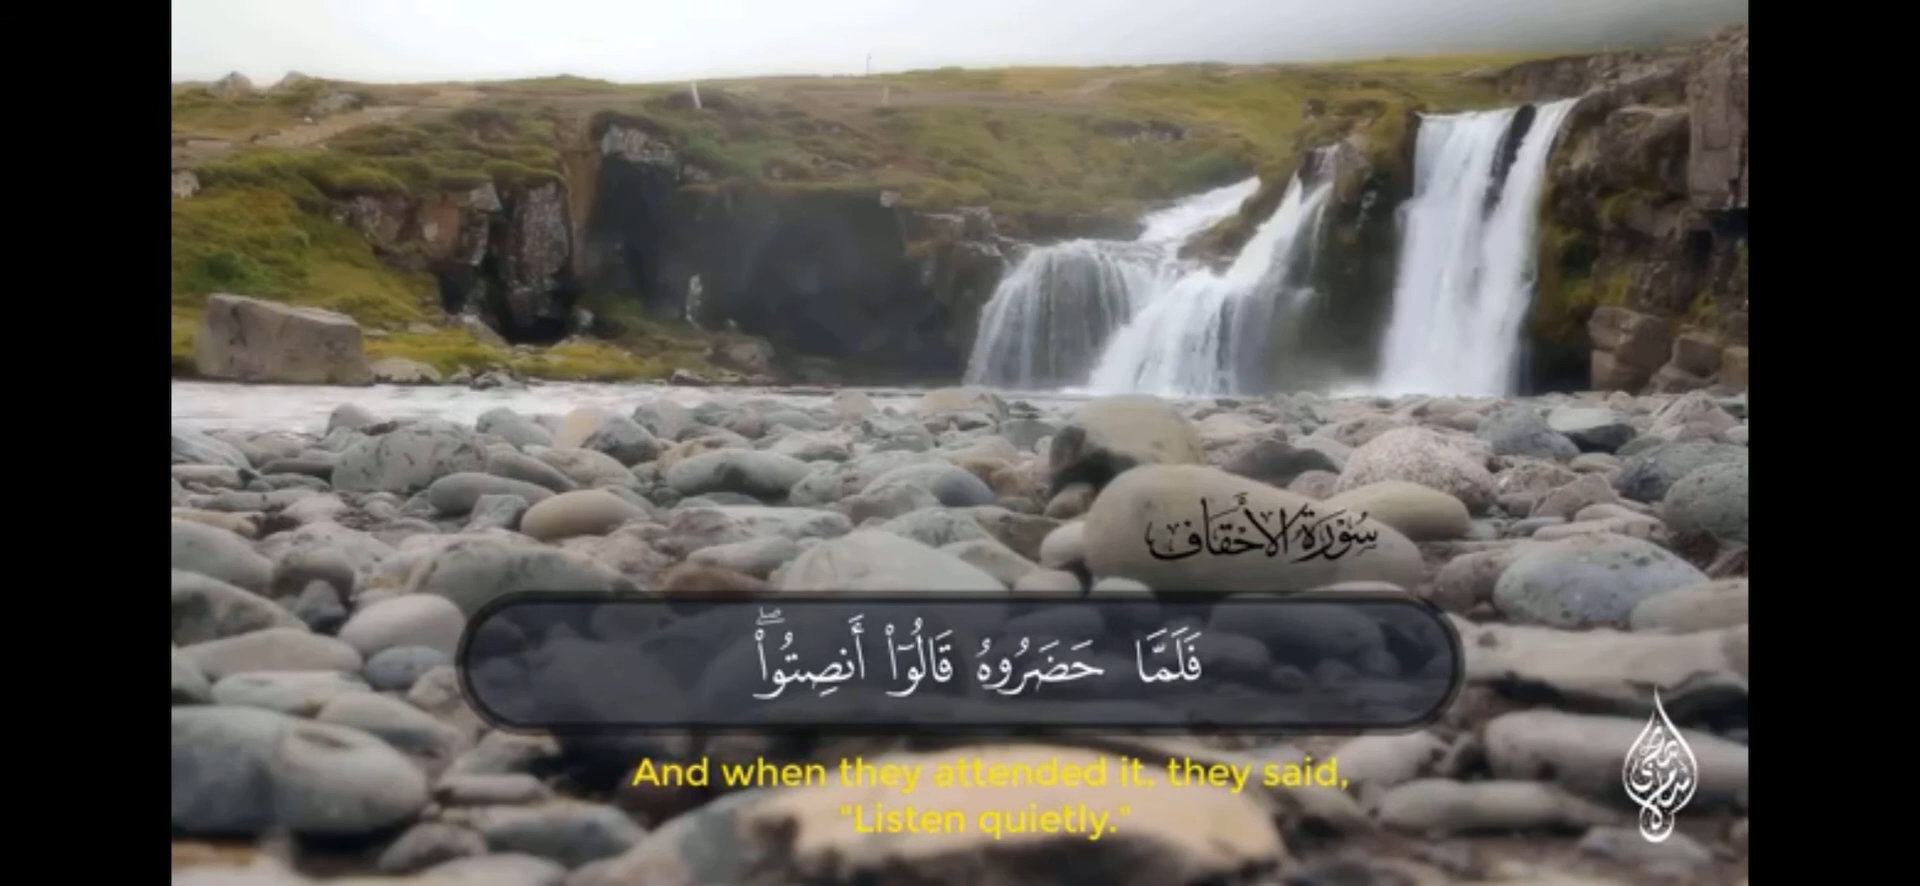 سُورَةُ الأَحْقَاف
فَلَمَّا حَضَرُوهُ قَالُوٓا۟ أَنصِتُوا۟ۖ
And when they attended it, they said,
"Listen quietly."